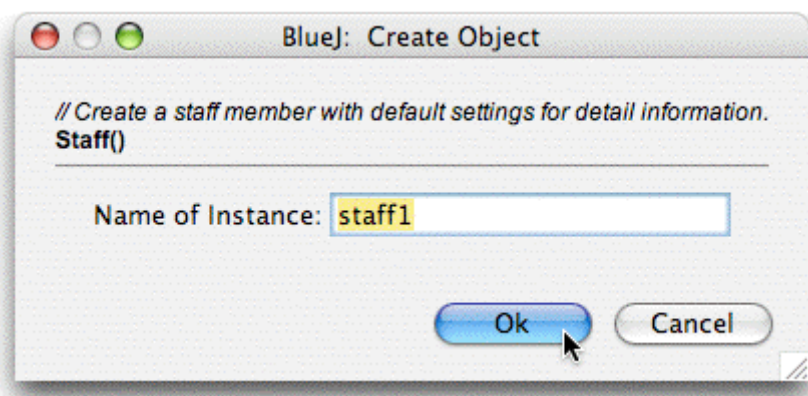 BlueJ: Create Object
// Create a staff member with default settings for detail information.
Staff()
Name of Instance: staff1
Ok Cancel